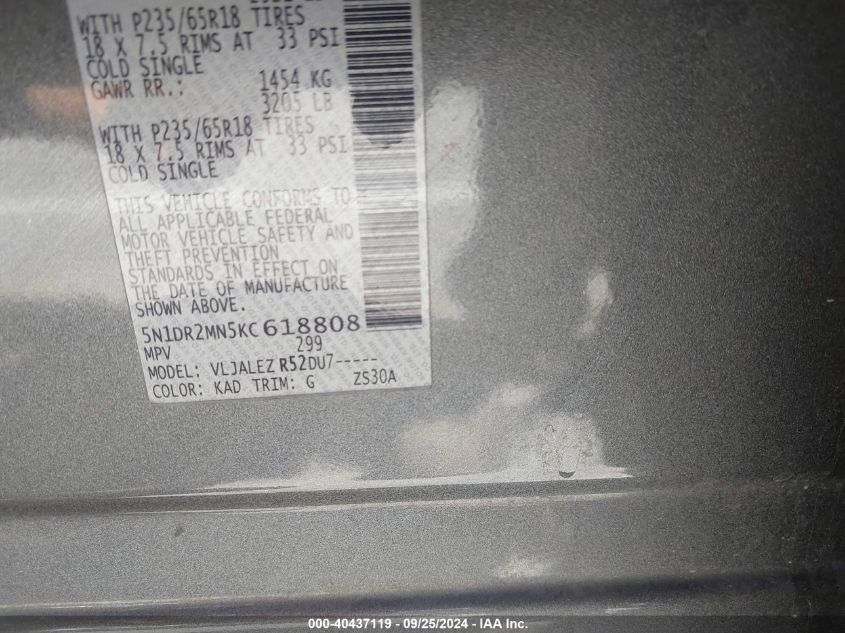 WITH P235/65R18 TIRES
18 X 7.5 RIMS AT 33 PSI
COLD SINGLE
GAWR RR.: 1454 KG
3205 LB
WITH P235/65R18 TIRES
18 X 7.5 RIMS AT 33 PSI
COLD SINGLE
THIS VEHICLE CONFORMS TO
ALL APPLICABLE FEDERAL
MOTOR VEHICLE SAFETY AND
THEFT PREVENTION
STANDARDS IN EFFECT ON
THE DATE OF MANUFACTURE
SHOWN ABOVE.
5N1DR2MN5KC618808
MPV 299
MODEL: VLJALEZ R52DU7-----
COLOR: KAD TRIM: G ZS30A
000-40437119 - 09/25/2024 - IAA Inc.